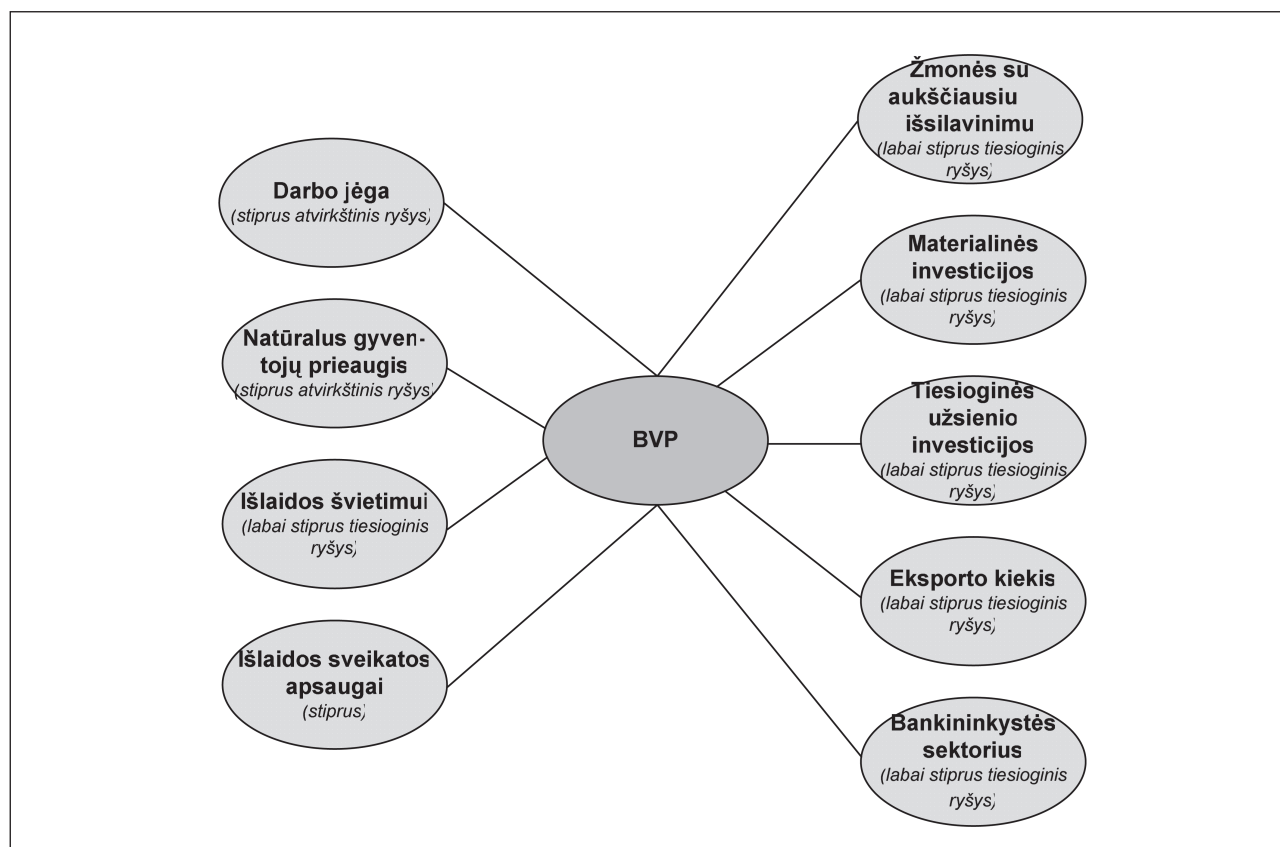 Darbo jėga
(stiprus atvirkštinis ryšys)
Natūralus gyven-
tojų prieaugis
(stiprus atvirkštinis ryšys)
Išlaidos švietimui
(labai stiprus tiesioginis
ryšys)
Išlaidos sveikatos
apsaugai
(stiprus)
BVP
Žmonės su
aukščiausiu
išsilavinimu
(labai stiprus tiesioginis
ryšys)
Materialinės
investicijos
(labai stiprus tiesioginis
ryšys)
Tiesioginės
užsienio
investicijos
(labai stiprus tiesioginis
ryšys)
Eksporto kiekis
(labai stiprus tiesioginis
ryšys)
Bankininkystės
sektorius
(labai stiprus tiesioginis
ryšys)